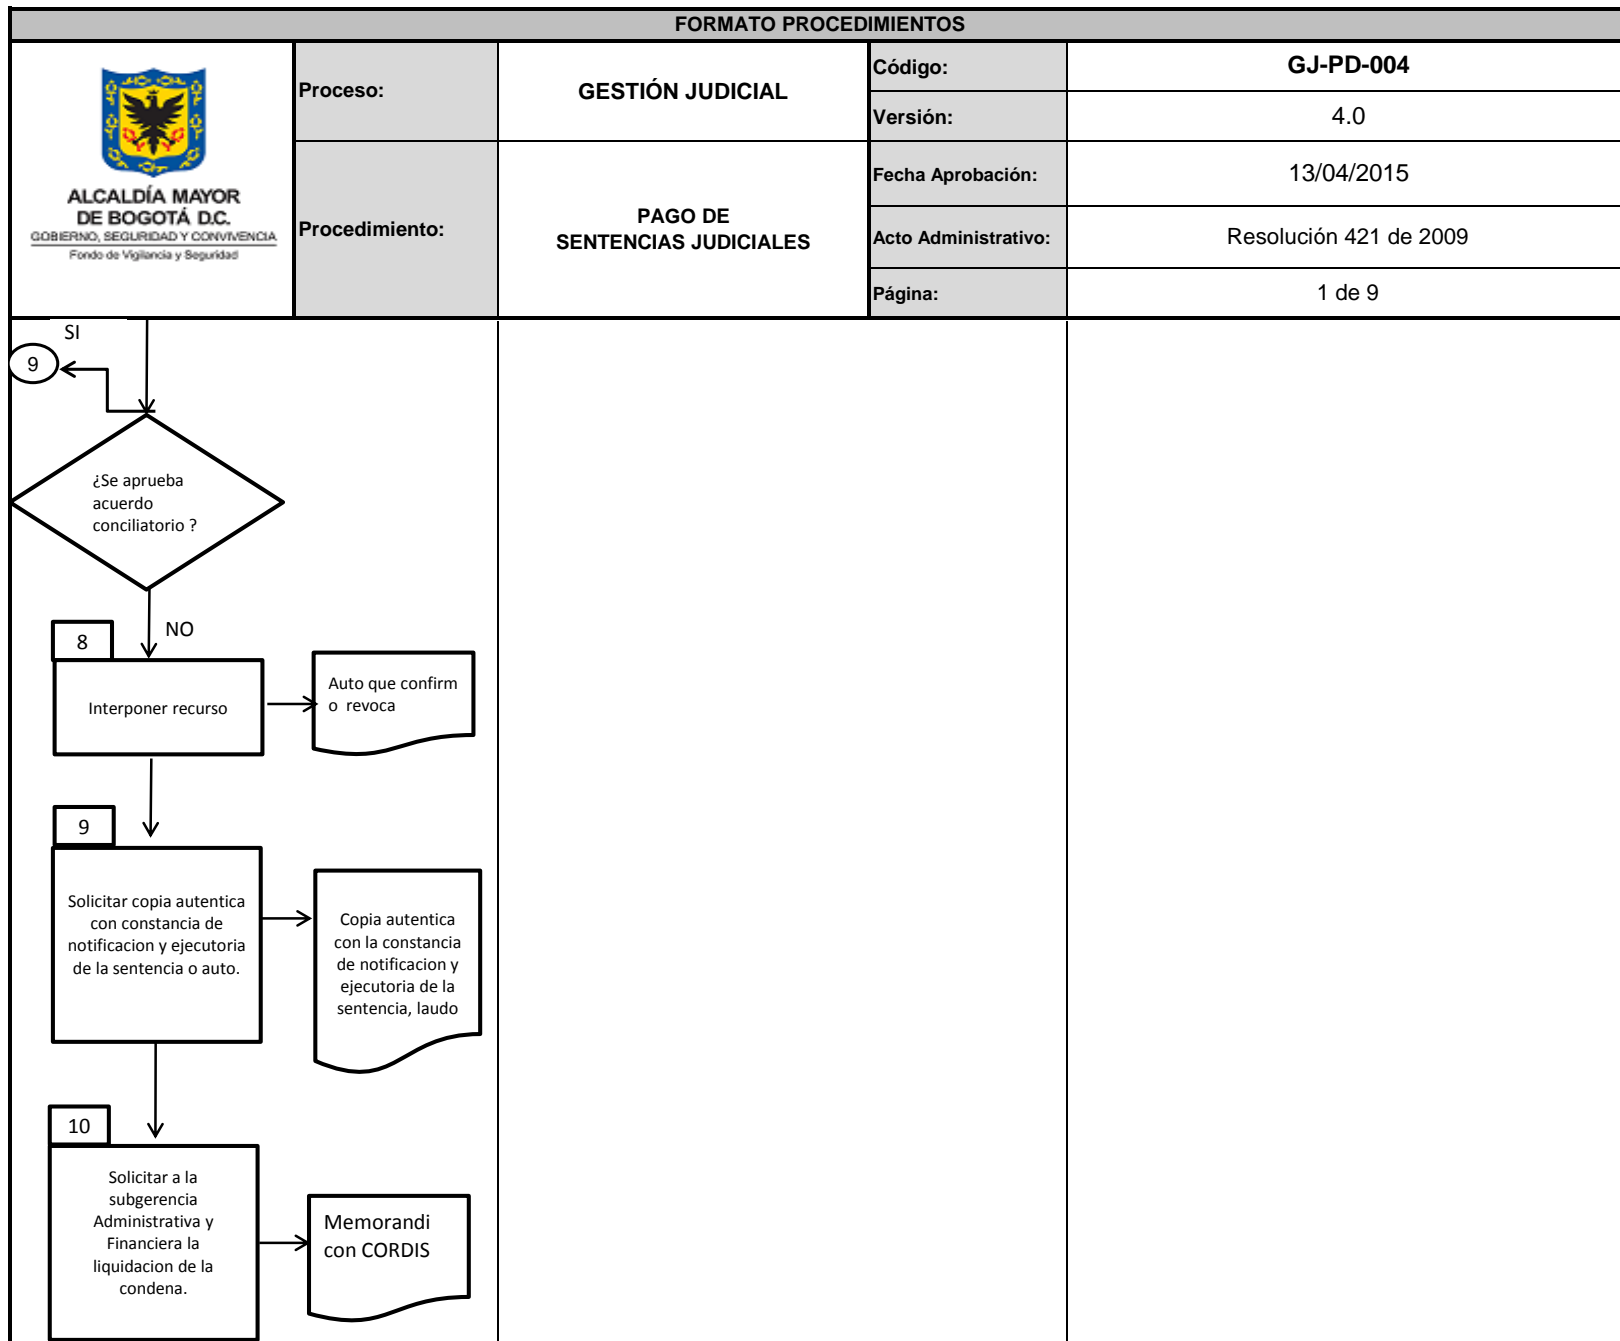 FORMATO PROCEDIMIENTOS
ALCALDÍA MAYOR
DE BOGOTÁ D.C.
GOBIERNO, SEGURIDAD Y CONVIVENCIA
Fondo de Vigilancia y Seguridad
Proceso:
GESTIÓN JUDICIAL
Código:
GJ-PD-004
Versión:
4.0
Procedimiento:
PAGO DE
SENTENCIAS JUDICIALES
Fecha Aprobación:
13/04/2015
Acto Administrativo:
Resolución 421 de 2009
Página:
1 de 9
SI
9
¿Se aprueba
acuerdo
conciliatorio ?
NO
8
Interponer recurso
Auto que confirm
o revoca
9
Solicitar copia autentica
con constancia de
notificacion y ejecutoria
de la sentencia o auto.
Copia autentica
con la constancia
de notificacion y
ejecutoria de la
sentencia, laudo
10
Solicitar a la
subgerencia
Administrativa y
Financiera la
liquidacion de la
condena.
Memorandi
con CORDIS